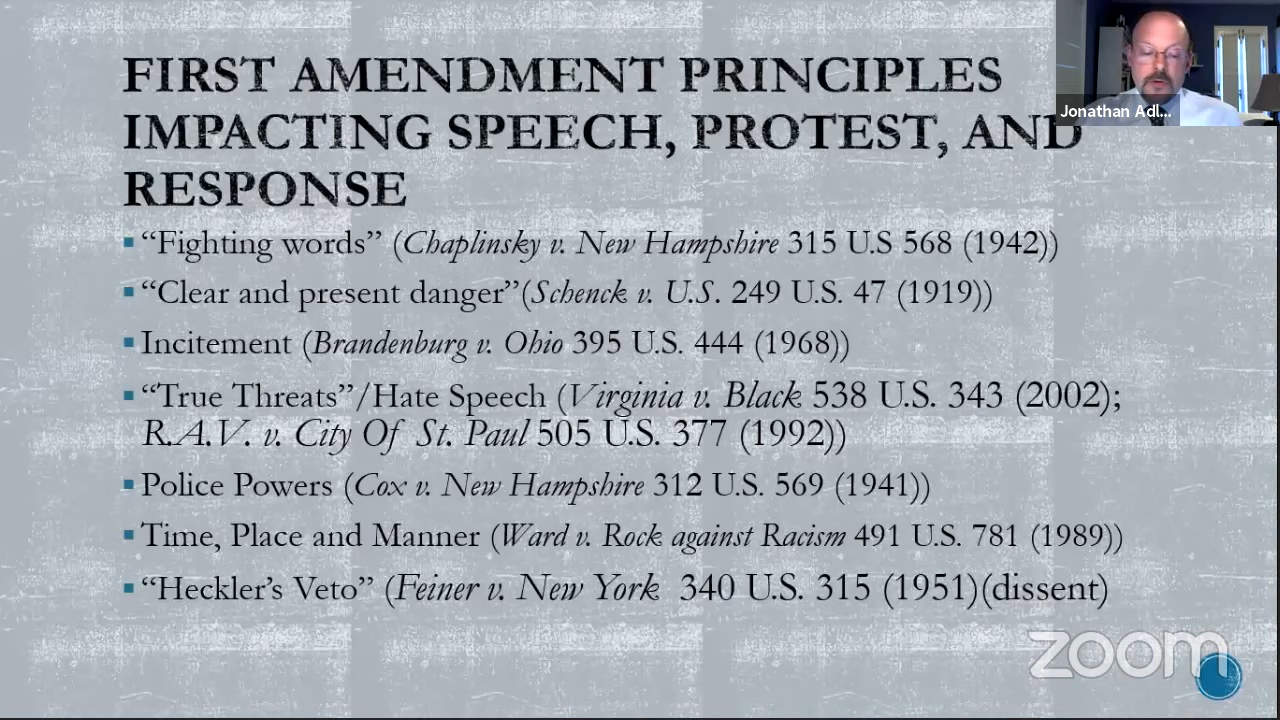 FIRST AMENDMENT PRINCIPLES
IMPACTING SPEECH, PROTEST, AND
RESPONSE
Jonathan Adl...
▪ “Fighting words” (Chaplinsky v. New Hampshire 315 U.S 568 (1942))
▪ “Clear and present danger”(Schenck v. U.S. 249 U.S. 47 (1919))
▪ Incitement (Brandenburg v. Ohio 395 U.S. 444 (1968))
▪ “True Threats”/Hate Speech (Virginia v. Black 538 U.S. 343 (2002);
R.A.V. v. City Of St. Paul 505 U.S. 377 (1992))
▪ Police Powers (Cox v. New Hampshire 312 U.S. 569 (1941))
▪ Time, Place and Manner (Ward v. Rock against Racism 491 U.S. 781 (1989))
▪ “Heckler’s Veto” (Feiner v. New York 340 U.S. 315 (1951)(dissent)
zoom